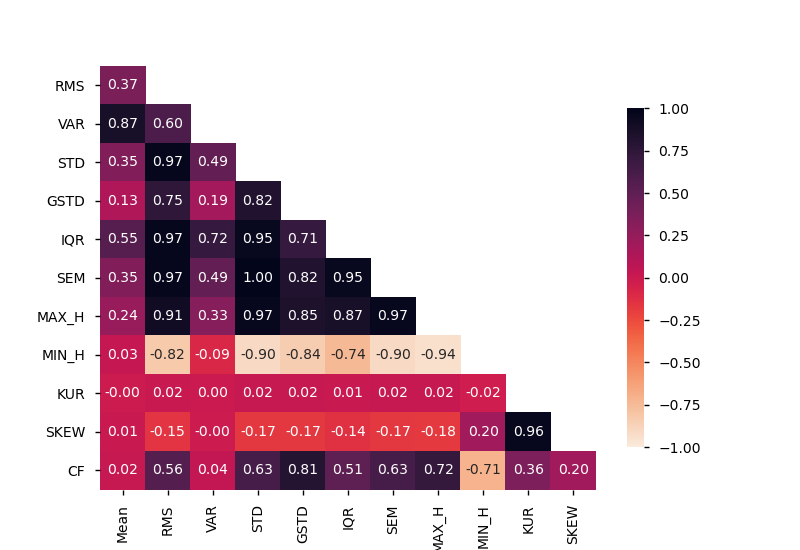 RMS 0.37
VAR 0.87 0.60
STD 0.35 0.97 0.49
GSTD 0.13 0.75 0.19 0.82
IQR 0.55 0.97 0.72 0.95 0.71
SEM 0.35 0.97 0.49 1.00 0.82 0.95
MAX_H 0.24 0.91 0.33 0.97 0.85 0.87 0.97
MIN_H 0.03 -0.82 -0.09 -0.90 -0.84 -0.74 -0.90 -0.94
KUR -0.00 0.02 0.00 0.02 0.02 0.01 0.02 0.02 -0.02
SKEW 0.01 -0.15 -0.00 -0.17 -0.17 -0.14 -0.17 -0.18 0.20 0.96
CF 0.02 0.56 0.04 0.63 0.81 0.51 0.63 0.72 -0.71 0.36 0.20
Mean RMS VAR STD GSTD IQR SEM MAX_H MIN_H KUR SKEW
1.00
0.75
0.50
0.25
0.00
−0.25
−0.50
−0.75
−1.00